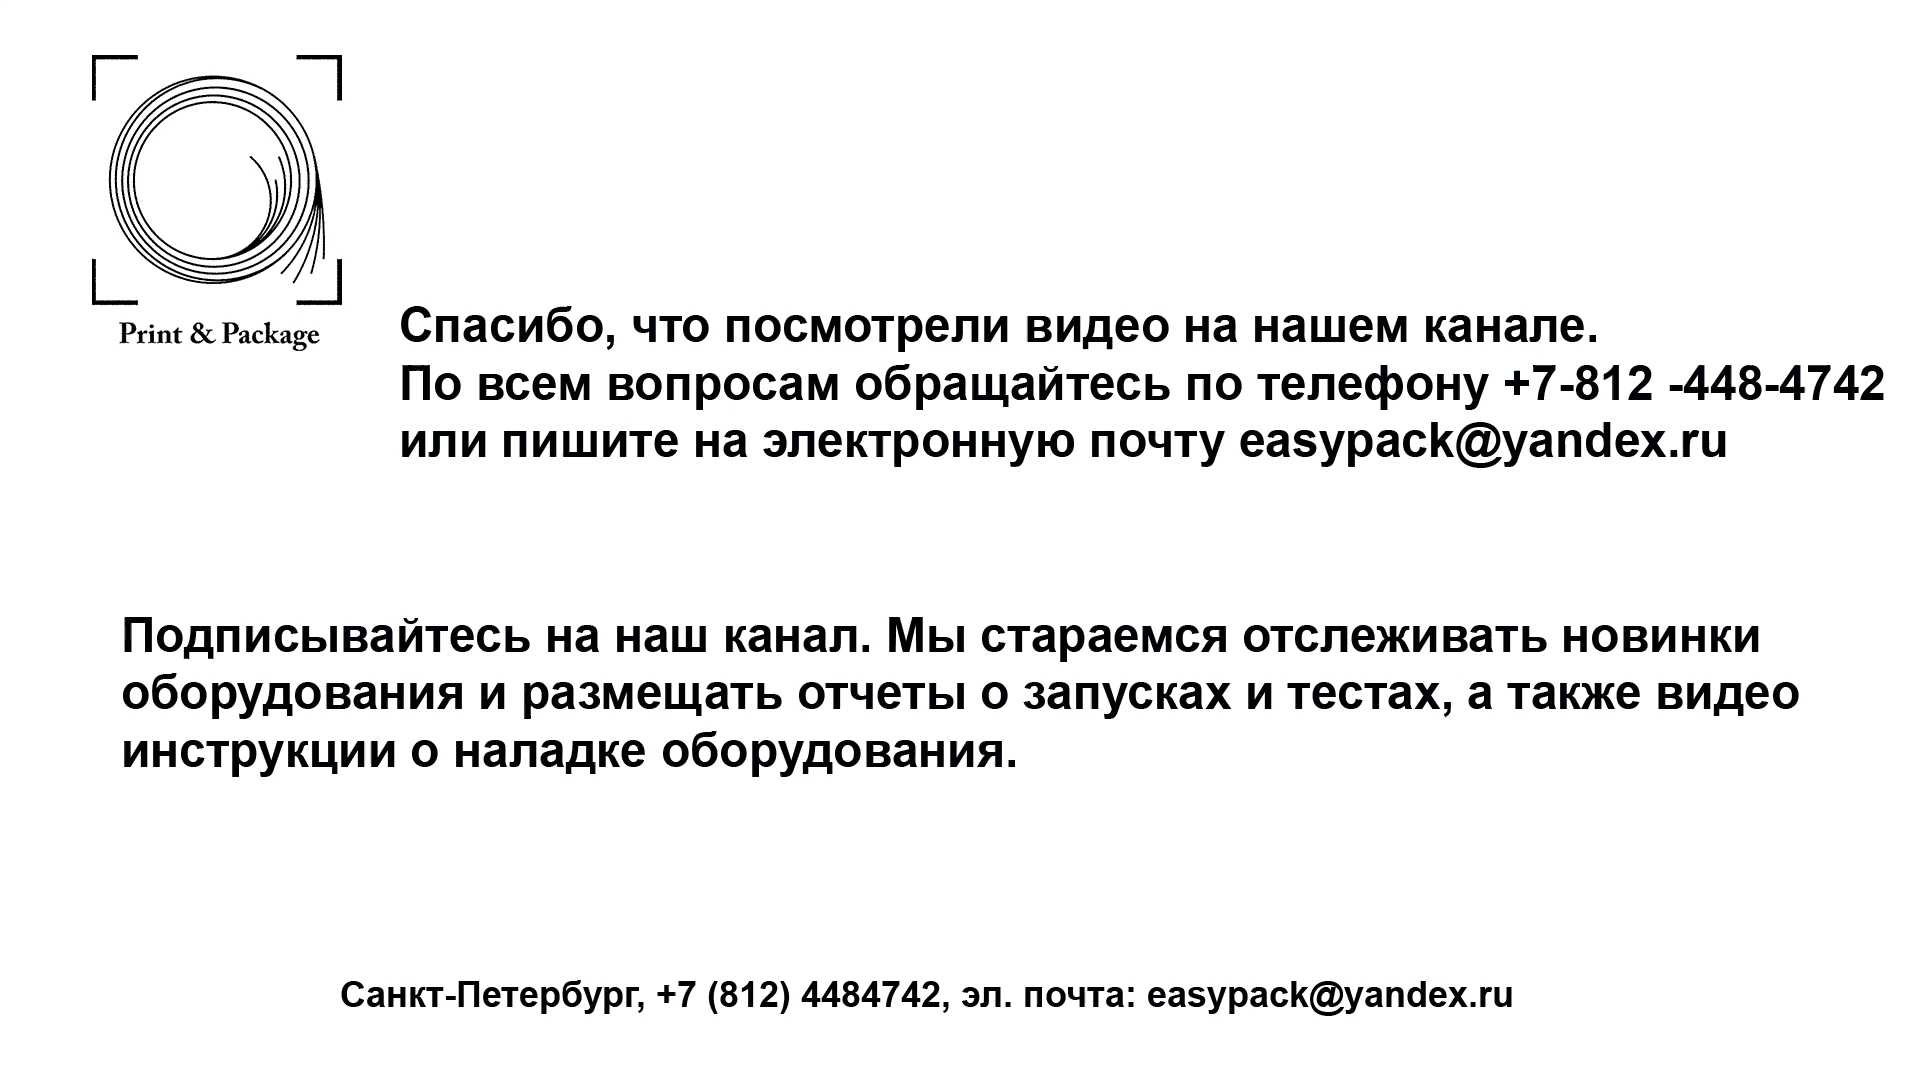 Print & Package
Спасибо, что посмотрели видео на нашем канале.
По всем вопросам обращайтесь по телефону +7-812 -448-4742
или пишите на электронную почту easypack@yandex.ru
Подписывайтесь на наш канал. Мы стараемся отслеживать новинки
оборудования и размещать отчеты о запусках и тестах, а также видео
инструкции о наладке оборудования.
Санкт-Петербург, +7 (812) 4484742, эл. почта: easypack@yandex.ru